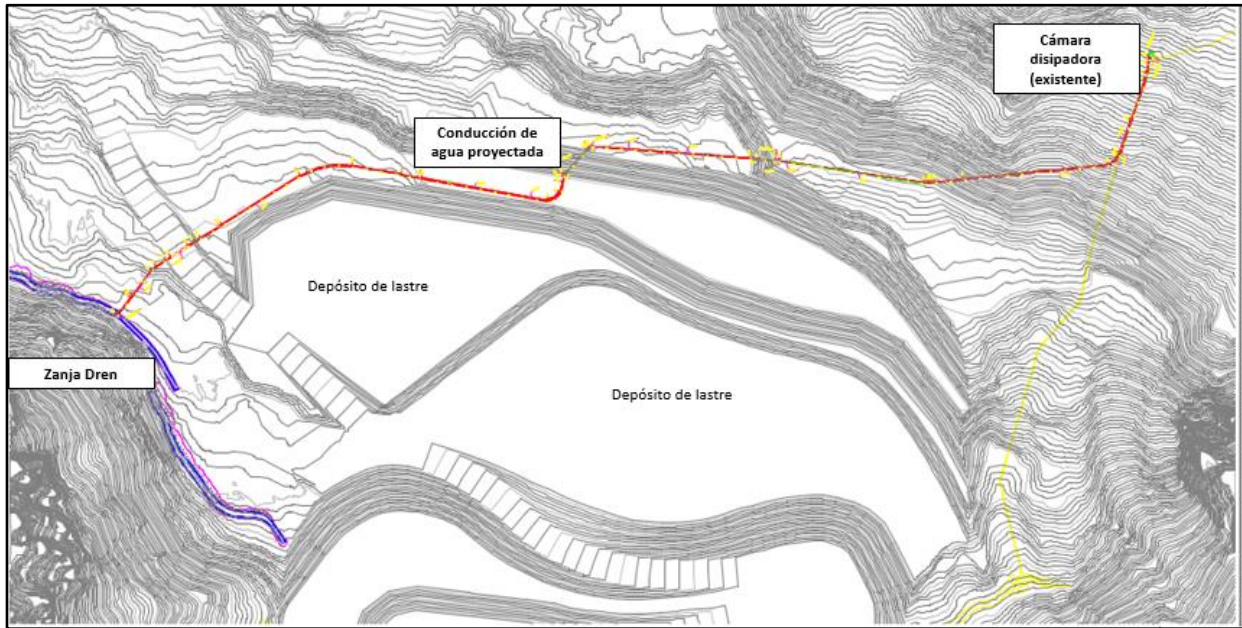 Cámara
disipadora
(existente)
Conducción de
agua proyectada
Depósito de lastre
Zanja Dren
Depósito de lastre